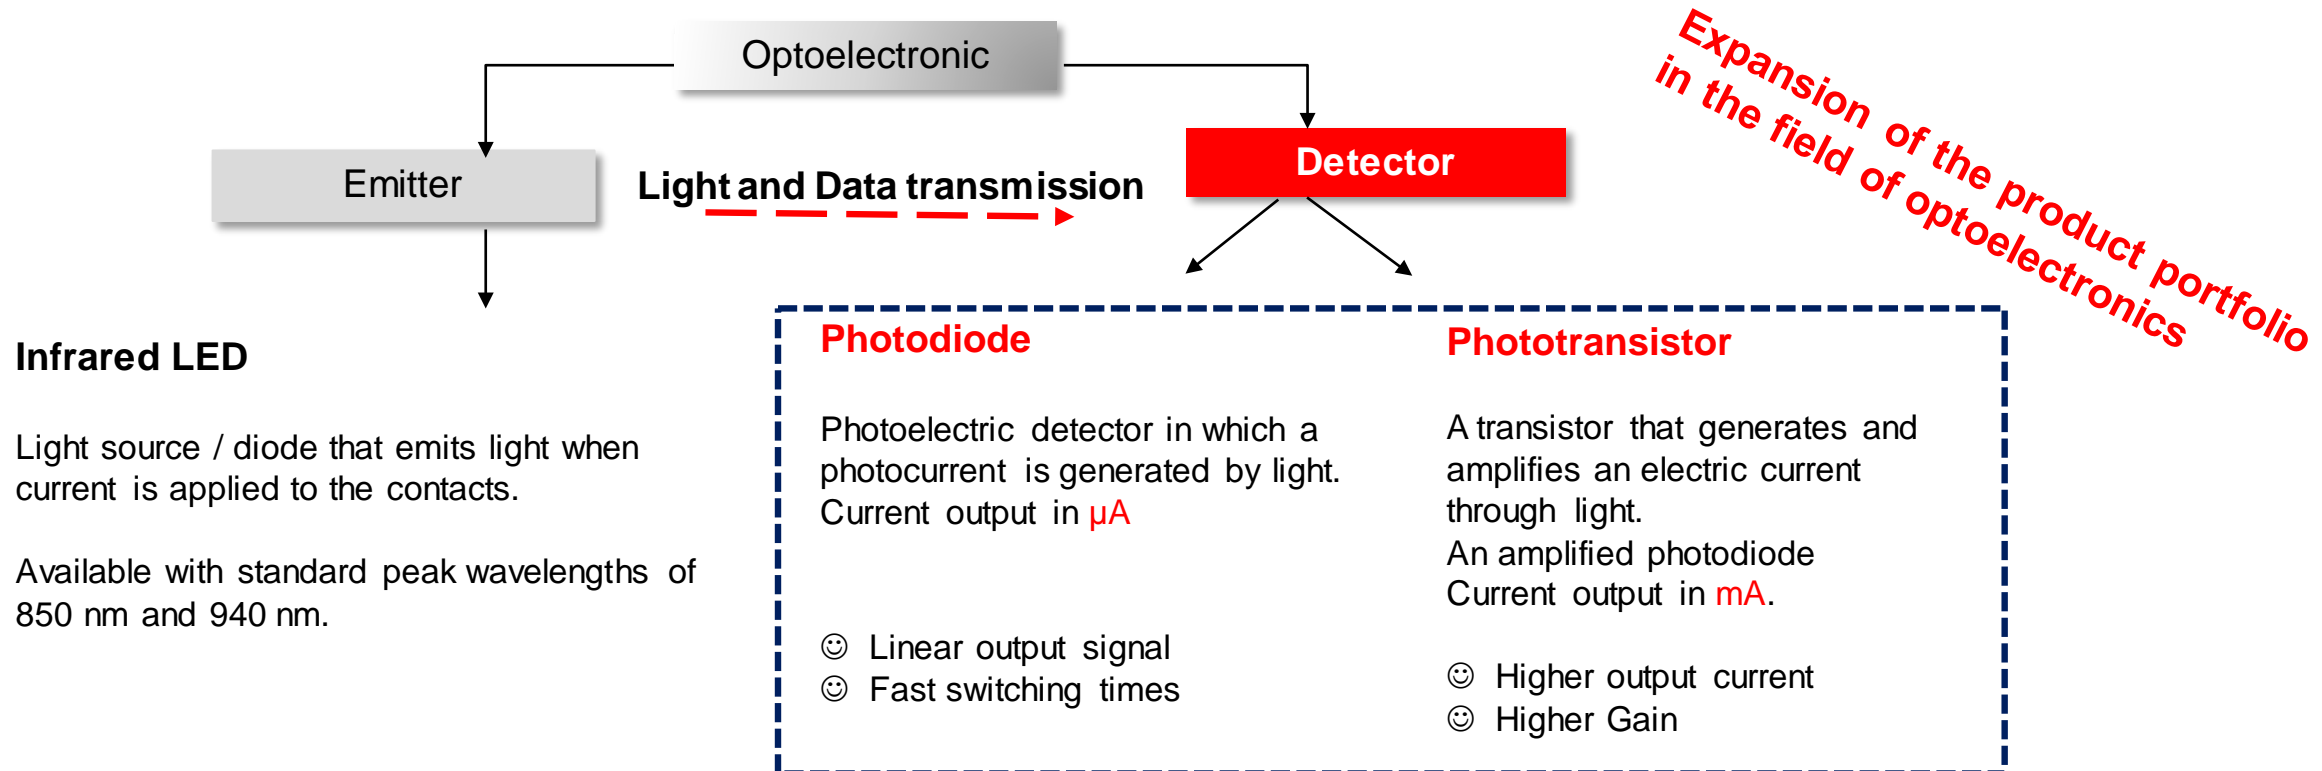 Optoelectronic
Expansion of the product portfolio
in the field of optoelectronics
Emitter
Light and Data transmission
Detector
Infrared LED
Light source / diode that emits light when
current is applied to the contacts.
Available with standard peak wavelengths of
850 nm and 940 nm.
Photodiode
Photoelectric detector in which a
photocurrent is generated by light.
Current output in µA
☺ Linear output signal
☺ Fast switching times
Phototransistor
A transistor that generates and
amplifies an electric current
through light.
An amplified photodiode
Current output in mA.
☺ Higher output current
☺ Higher Gain